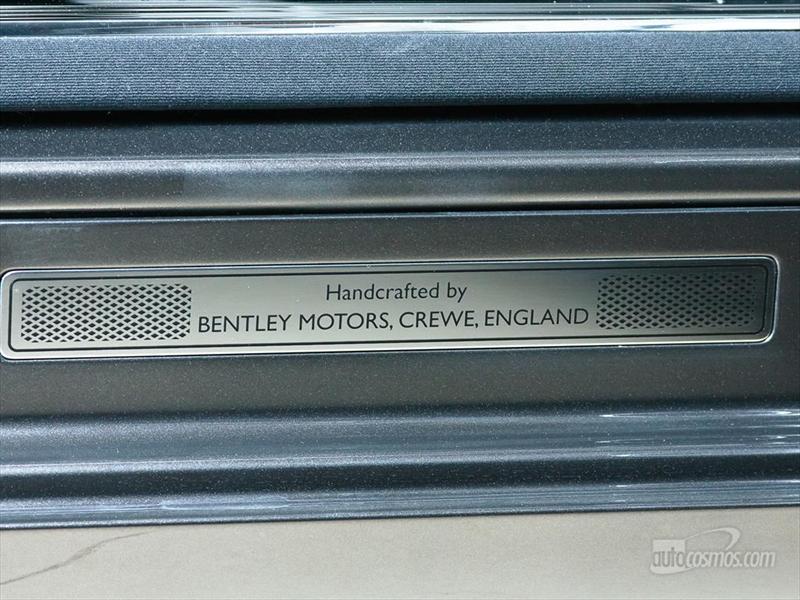 Handcrafted by
BENTLEY MOTORS, CREWE, ENGLAND
autocosmos.com